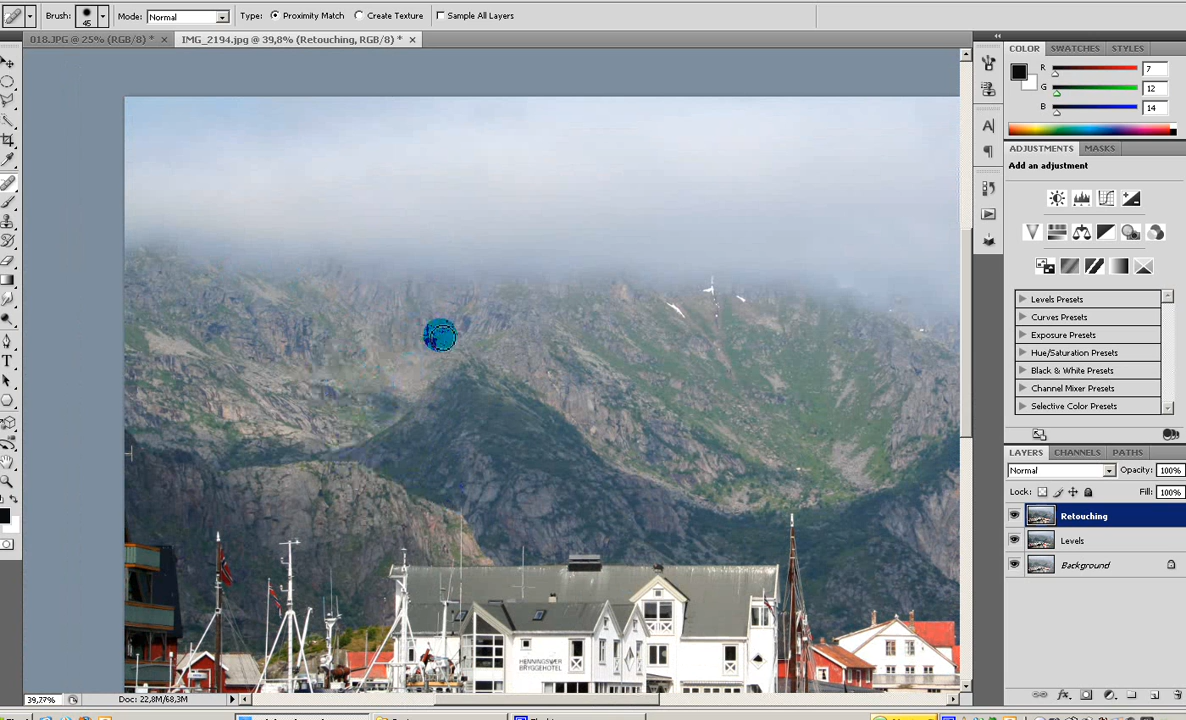 Brush: 45 Mode: Normal Type: Proximity Match Create Texture Sample All Layers
018.JPG @ 25% (RGB/8) * × IMG_2194.jpg @ 39,8% (Retouching, RGB/8) * ×
COLOR SWATCHES STYLES
R 7
G 12
B 14
ADJUSTMENTS MASKS
Add an adjustment
Levels Presets
Curves Presets
Exposure Presets
Hue/Saturation Presets
Black & White Presets
Channel Mixer Presets
Selective Color Presets
LAYERS CHANNELS PATHS
Normal Opacity: 100%
Lock: Fill: 100%
Retouching
Levels
Background
HENNINGSVÆR
BRYGGEHOTEL
39,77% Doc: 22,8M/68,3M